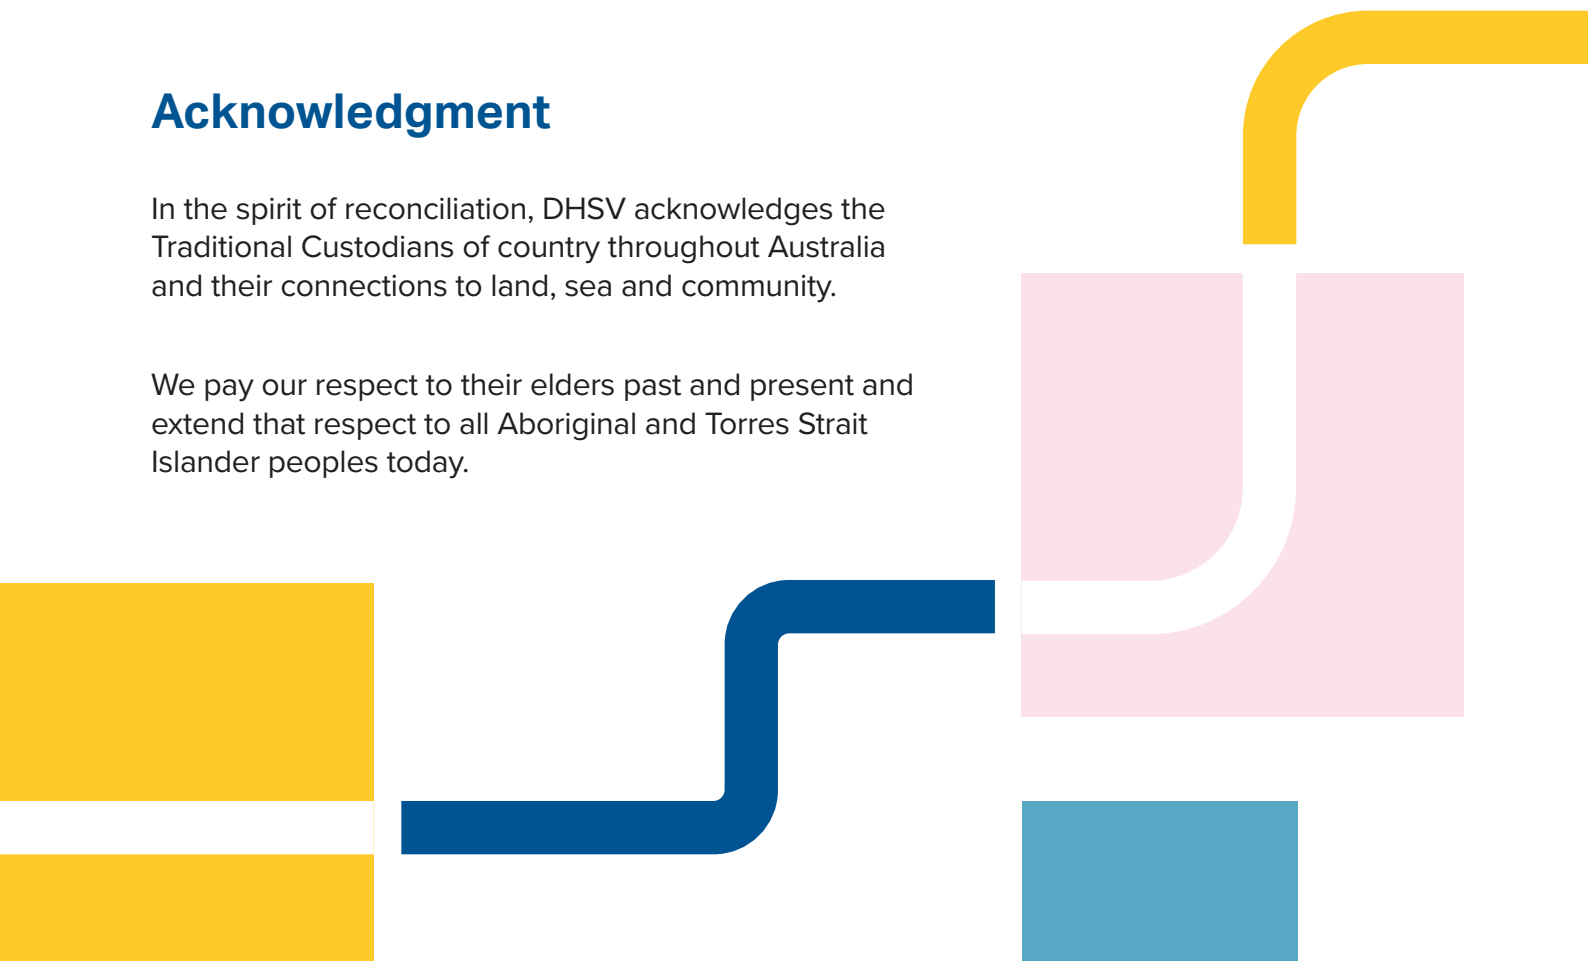 Acknowledgment
In the spirit of reconciliation, DHSV acknowledges the
Traditional Custodians of country throughout Australia
and their connections to land, sea and community.
We pay our respect to their elders past and present and
extend that respect to all Aboriginal and Torres Strait
Islander peoples today.